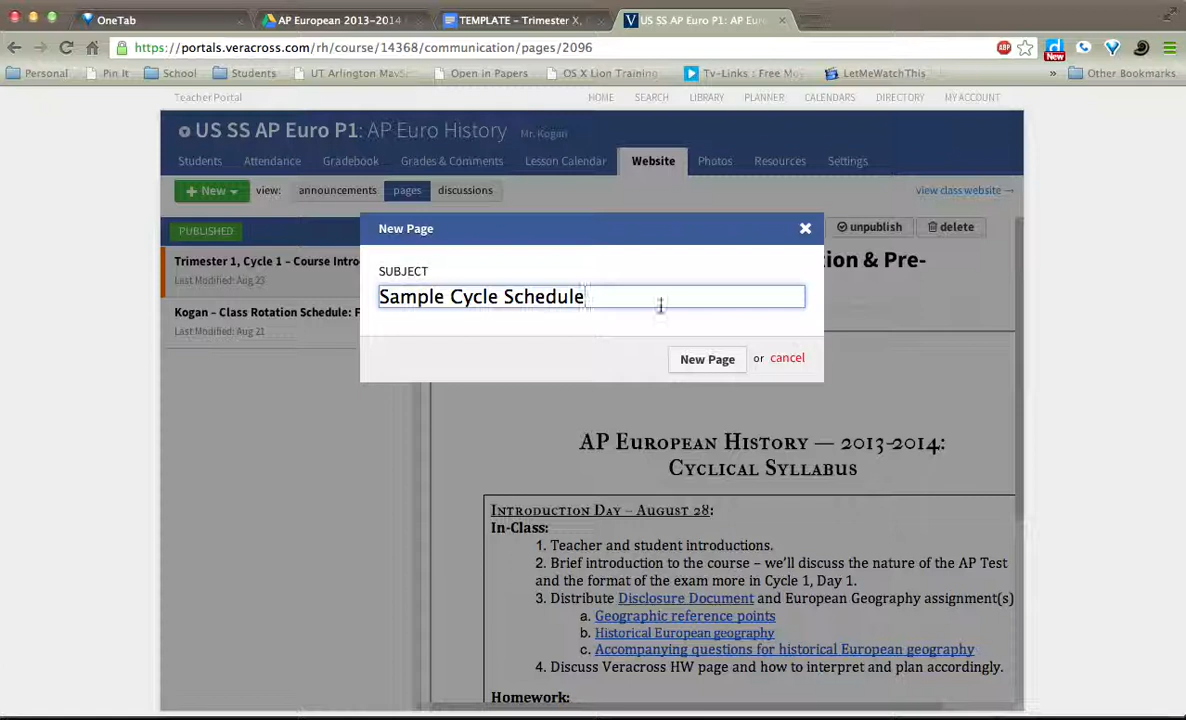 OneTab
AP European 2013-2014
TEMPLATE – Trimester X,
US SS AP Euro P1: AP Eur
https://portals.veracross.com/rh/course/14368/communication/pages/2096
ABP
New
Personal
Pin It
School
Students
UT Arlington MavS
Open in Papers
OS X Lion Training
Tv-Links : Free Mo
LetMeWatchThis
»
Other Bookmarks
Teacher Portal
HOME
SEARCH
LIBRARY
PLANNER
CALENDARS
DIRECTORY
MY ACCOUNT
US SS AP Euro P1: AP Euro History
Mr. Kogan
Students
Attendance
Gradebook
Grades & Comments
Lesson Calendar
Website
Photos
Resources
Settings
+ New
view:
announcements
pages
discussions
view class website →
PUBLISHED
Trimester 1, Cycle 1 – Course Intro
Last Modified: Aug 23
Kogan – Class Rotation Schedule: F
Last Modified: Aug 21
unpublish
delete
ion & Pre-
New Page
SUBJECT
Sample Cycle Schedule
New Page
or
cancel
AP European History — 2013-2014:
Cyclical Syllabus
Introduction Day – August 28:
In-Class:
1. Teacher and student introductions.
2. Brief introduction to the course – we'll discuss the nature of the AP Test
and the format of the exam more in Cycle 1, Day 1.
3. Distribute Disclosure Document and European Geography assignment(s)
a. Geographic reference points
b. Historical European geography
c. Accompanying questions for historical European geography
4. Discuss Veracross HW page and how to interpret and plan accordingly.
Homework: